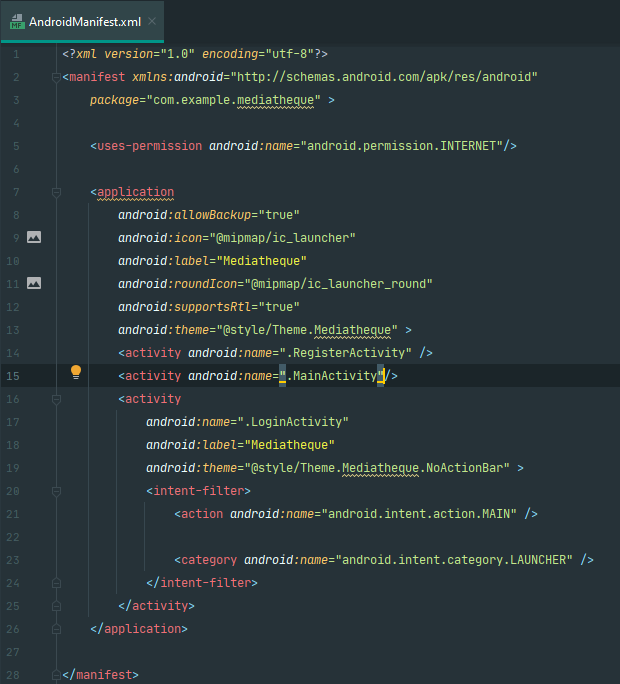 AndroidManifest.xml
1 <?xml version="1.0" encoding="utf-8"?>
2 <manifest xmlns:android="http://schemas.android.com/apk/res/android"
3 package="com.example.mediatheque" >
4
5 <uses-permission android:name="android.permission.INTERNET"/>
6
7 <application
8 android:allowBackup="true"
9 android:icon="@mipmap/ic_launcher"
10 android:label="Mediatheque"
11 android:roundIcon="@mipmap/ic_launcher_round"
12 android:supportsRtl="true"
13 android:theme="@style/Theme.Mediatheque" >
14 <activity android:name=".RegisterActivity" />
15 <activity android:name=".MainActivity"/>
16 <activity
17 android:name=".LoginActivity"
18 android:label="Mediatheque"
19 android:theme="@style/Theme.Mediatheque.NoActionBar" >
20 <intent-filter>
21 <action android:name="android.intent.action.MAIN" />
22
23 <category android:name="android.intent.category.LAUNCHER" />
24 </intent-filter>
25 </activity>
26 </application>
27
28 </manifest>